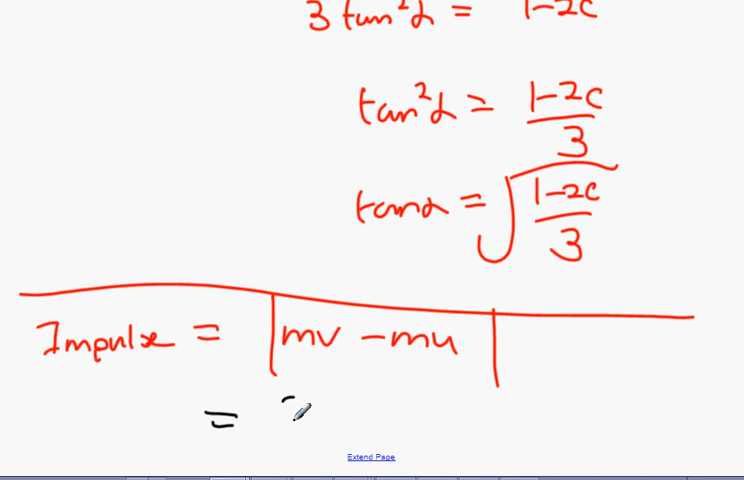 3 tan²α = 1-2c
tan²α = (1-2c)/3
tanα = √((1-2c)/3)
Impulse = |mv - mu|
=
Extend Page